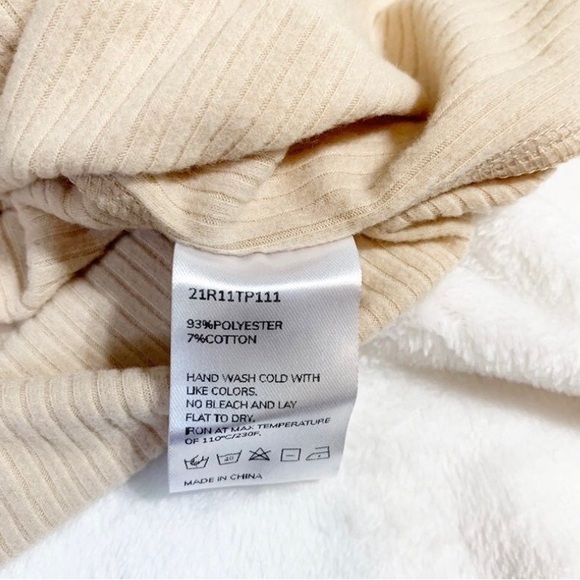 21R11TP111
93%POLYESTER
7%COTTON
HAND WASH COLD WITH
LIKE COLORS.
NO BLEACH AND LAY
FLAT TO DRY.
IRON AT MAX TEMPERATURE
OF 110°C/230F.
MADE IN CHINA